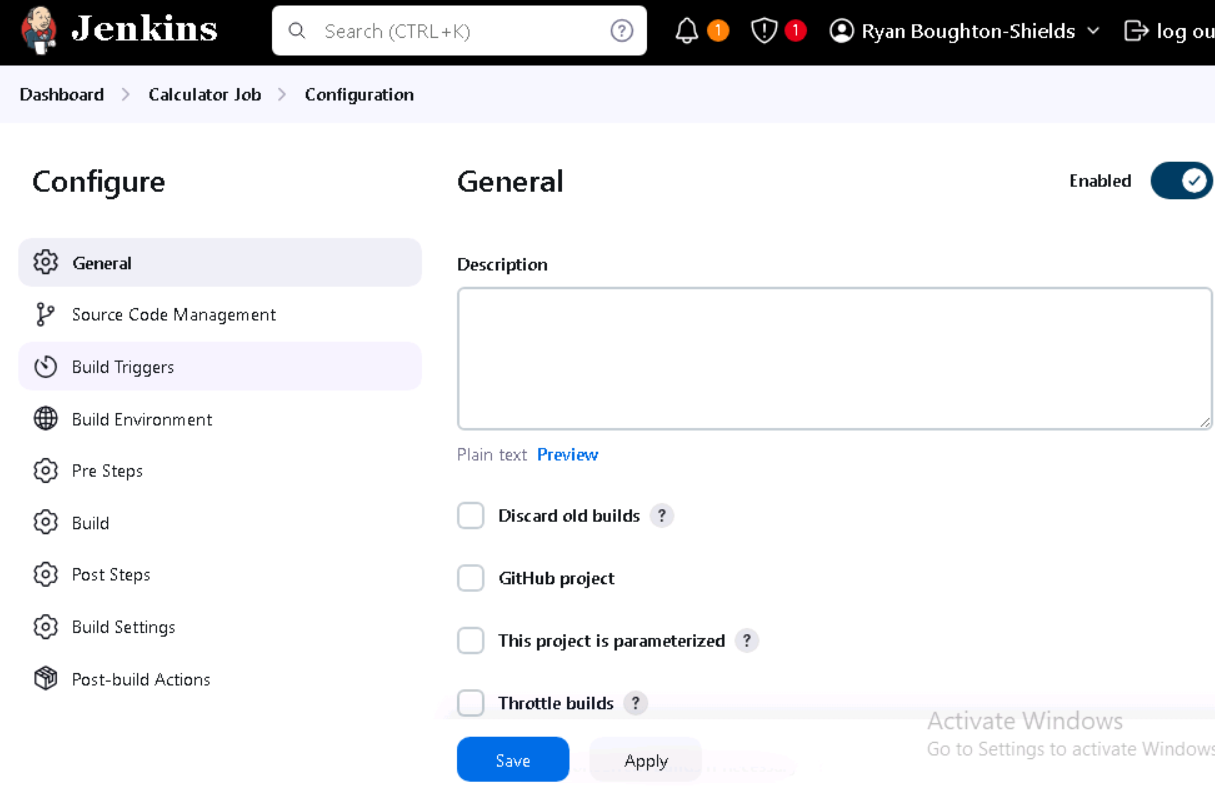 Jenkins
Search (CTRL+K)
?
1
1
Ryan Boughton-Shields
log ou
Dashboard
Calculator Job
Configuration
Configure
General
Enabled
General
Source Code Management
Build Triggers
Build Environment
Pre Steps
Build
Post Steps
Build Settings
Post-build Actions
Description
Plain text Preview
Discard old builds ?
GitHub project
This project is parameterized ?
Throttle builds ?
Save
Apply
Activate Windows
Go to Settings to activate Windows